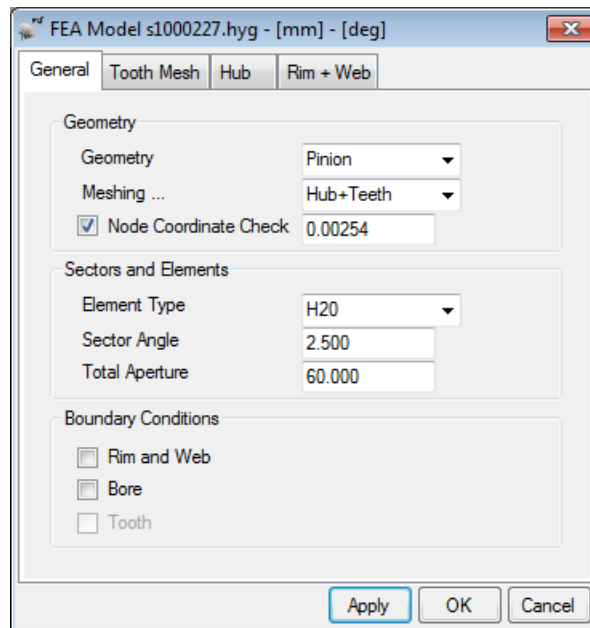 FEA Model s1000227.hyg - [mm] - [deg]
General Tooth Mesh Hub Rim + Web
Geometry
Geometry Pinion
Meshing ... Hub+Teeth
Node Coordinate Check 0.00254
Sectors and Elements
Element Type H20
Sector Angle 2.500
Total Aperture 60.000
Boundary Conditions
Rim and Web
Bore
Tooth
Apply OK Cancel